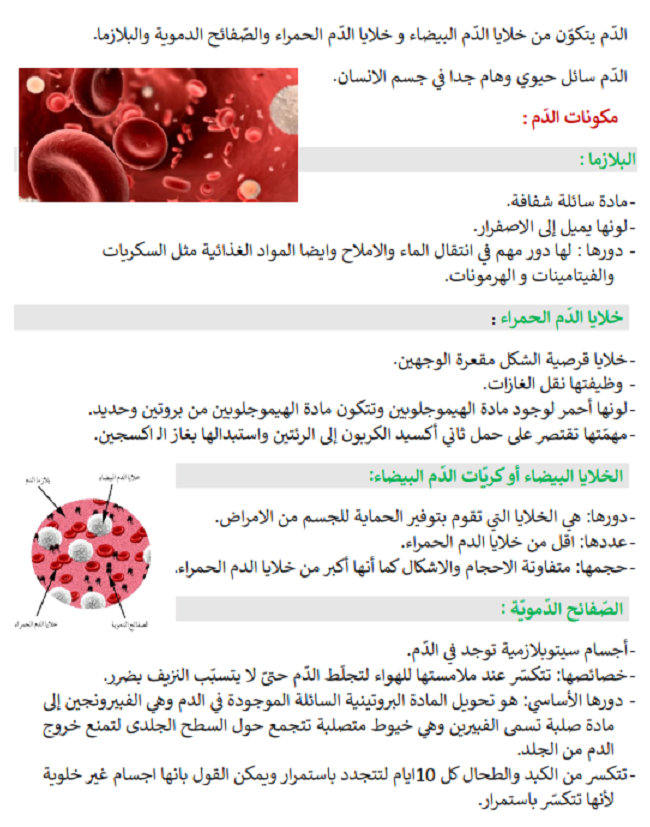 الدّم يتكوّن من خلايا الدّم البيضاء و خلايا الدّم الحمراء والصّفائح الدموية والبلازما.
الدّم سائل حيوي وهام جدا في جسم الانسان.
مكونات الدّم :
البلازما :
-مادة سائلة شفافة.
-لونها يميل إلى الاصفرار.
- دورها : لها دور مهم في انتقال الماء والاملاح وايضا المواد الغذائية مثل السكريات
والفيتامينات و الهرمونات.
خلايا الدّم الحمراء :
-خلايا قرصية الشكل مقعرة الوجهين.
- وظيفتها نقل الغازات.
-لونها أحمر لوجود مادة الهيموجلوبين وتتكون مادة الهيموجلوبين من بروتين وحديد.
-مهمّتها تقتصر على حمل ثاني أكسيد الكربون إلى الرئتين واستبدالها بغاز الاكسجين.
الخلايا البيضاء أو كريّات الدّم البيضاء:
خلايا الدم البيضاء
بلازما الدم
-دورها: هي الخلايا التي تقوم بتوفير الحماية للجسم من الامراض.
-عددها: اقل من خلايا الدم الحمراء.
-حجمها: متفاوتة الاحجام والاشكال كما أنها أكبر من خلايا الدم الحمراء.
الصّفائح الدّمويّة :
لصفائح الدموية
خلايا الدم الحمراء
-أجسام سيتوبلازمية توجد في الدّم.
-خصائصها: تتكسّر عند ملامستها للهواء لتجلّط الدّم حتىّ لا يتسبّب النزيف بضرر.
- دورها الأساسي: هو تحويل المادة البروتينية السائلة الموجودة في الدم وهي الفيبرونجين إلى
مادة صلبة تسمى الفيبرين وهي خيوط متصلبة تتجمع حول السطح الجلدى لتمنع خروج
الدم من الجلد.
-تتكسر من الكبد والطحال كل 10ايام لتتجدد باستمرار ويمكن القول بانها اجسام غير خلوية
لأنها تتكسّر باستمرار.